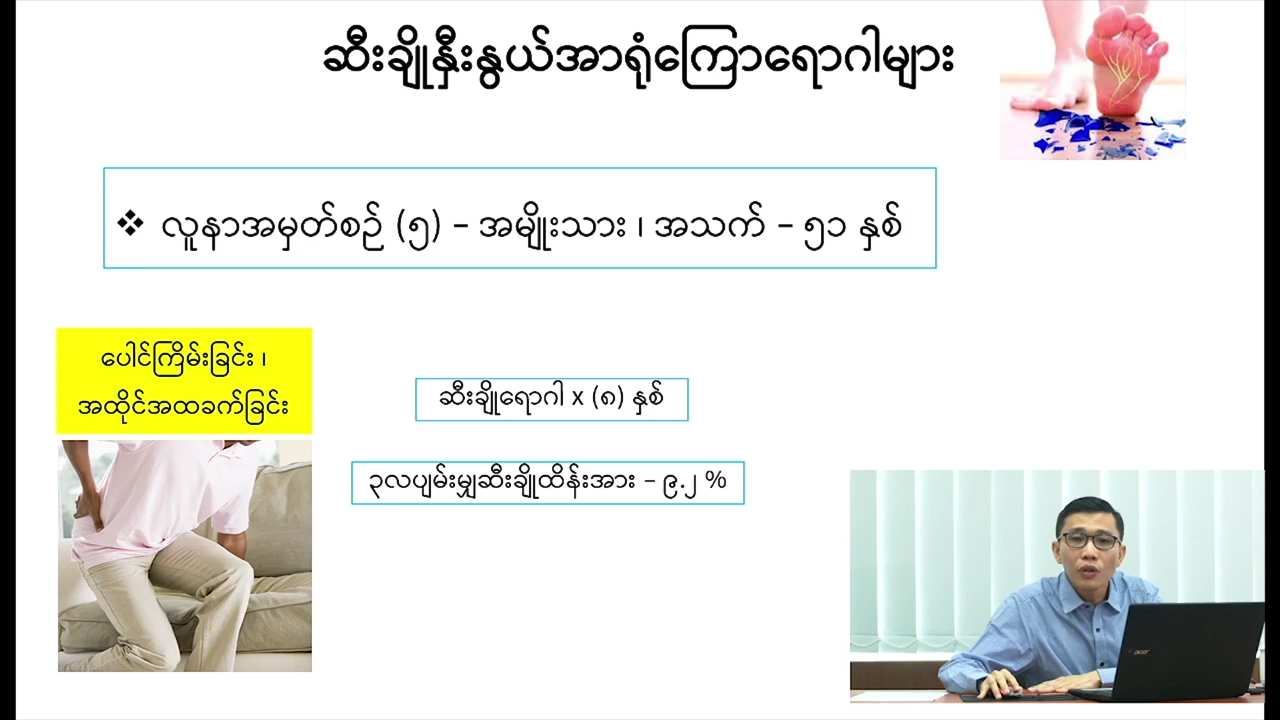 ဆီးချိုနှီးနွယ်အာရုံကြောရောဂါများ
❖ လူနာအမှတ်စဉ် (၅) – အမျိုးသား ၊ အသက် – ၅၁ နှစ်
ပေါင်ကြိမ်းခြင်း ၊
အထိုင်အထခက်ခြင်း
ဆီးချိုရောဂါ x (၈) နှစ်
၃လပျမ်းမျှဆီးချိုထိန်းအား – ၉.၂ %
acer